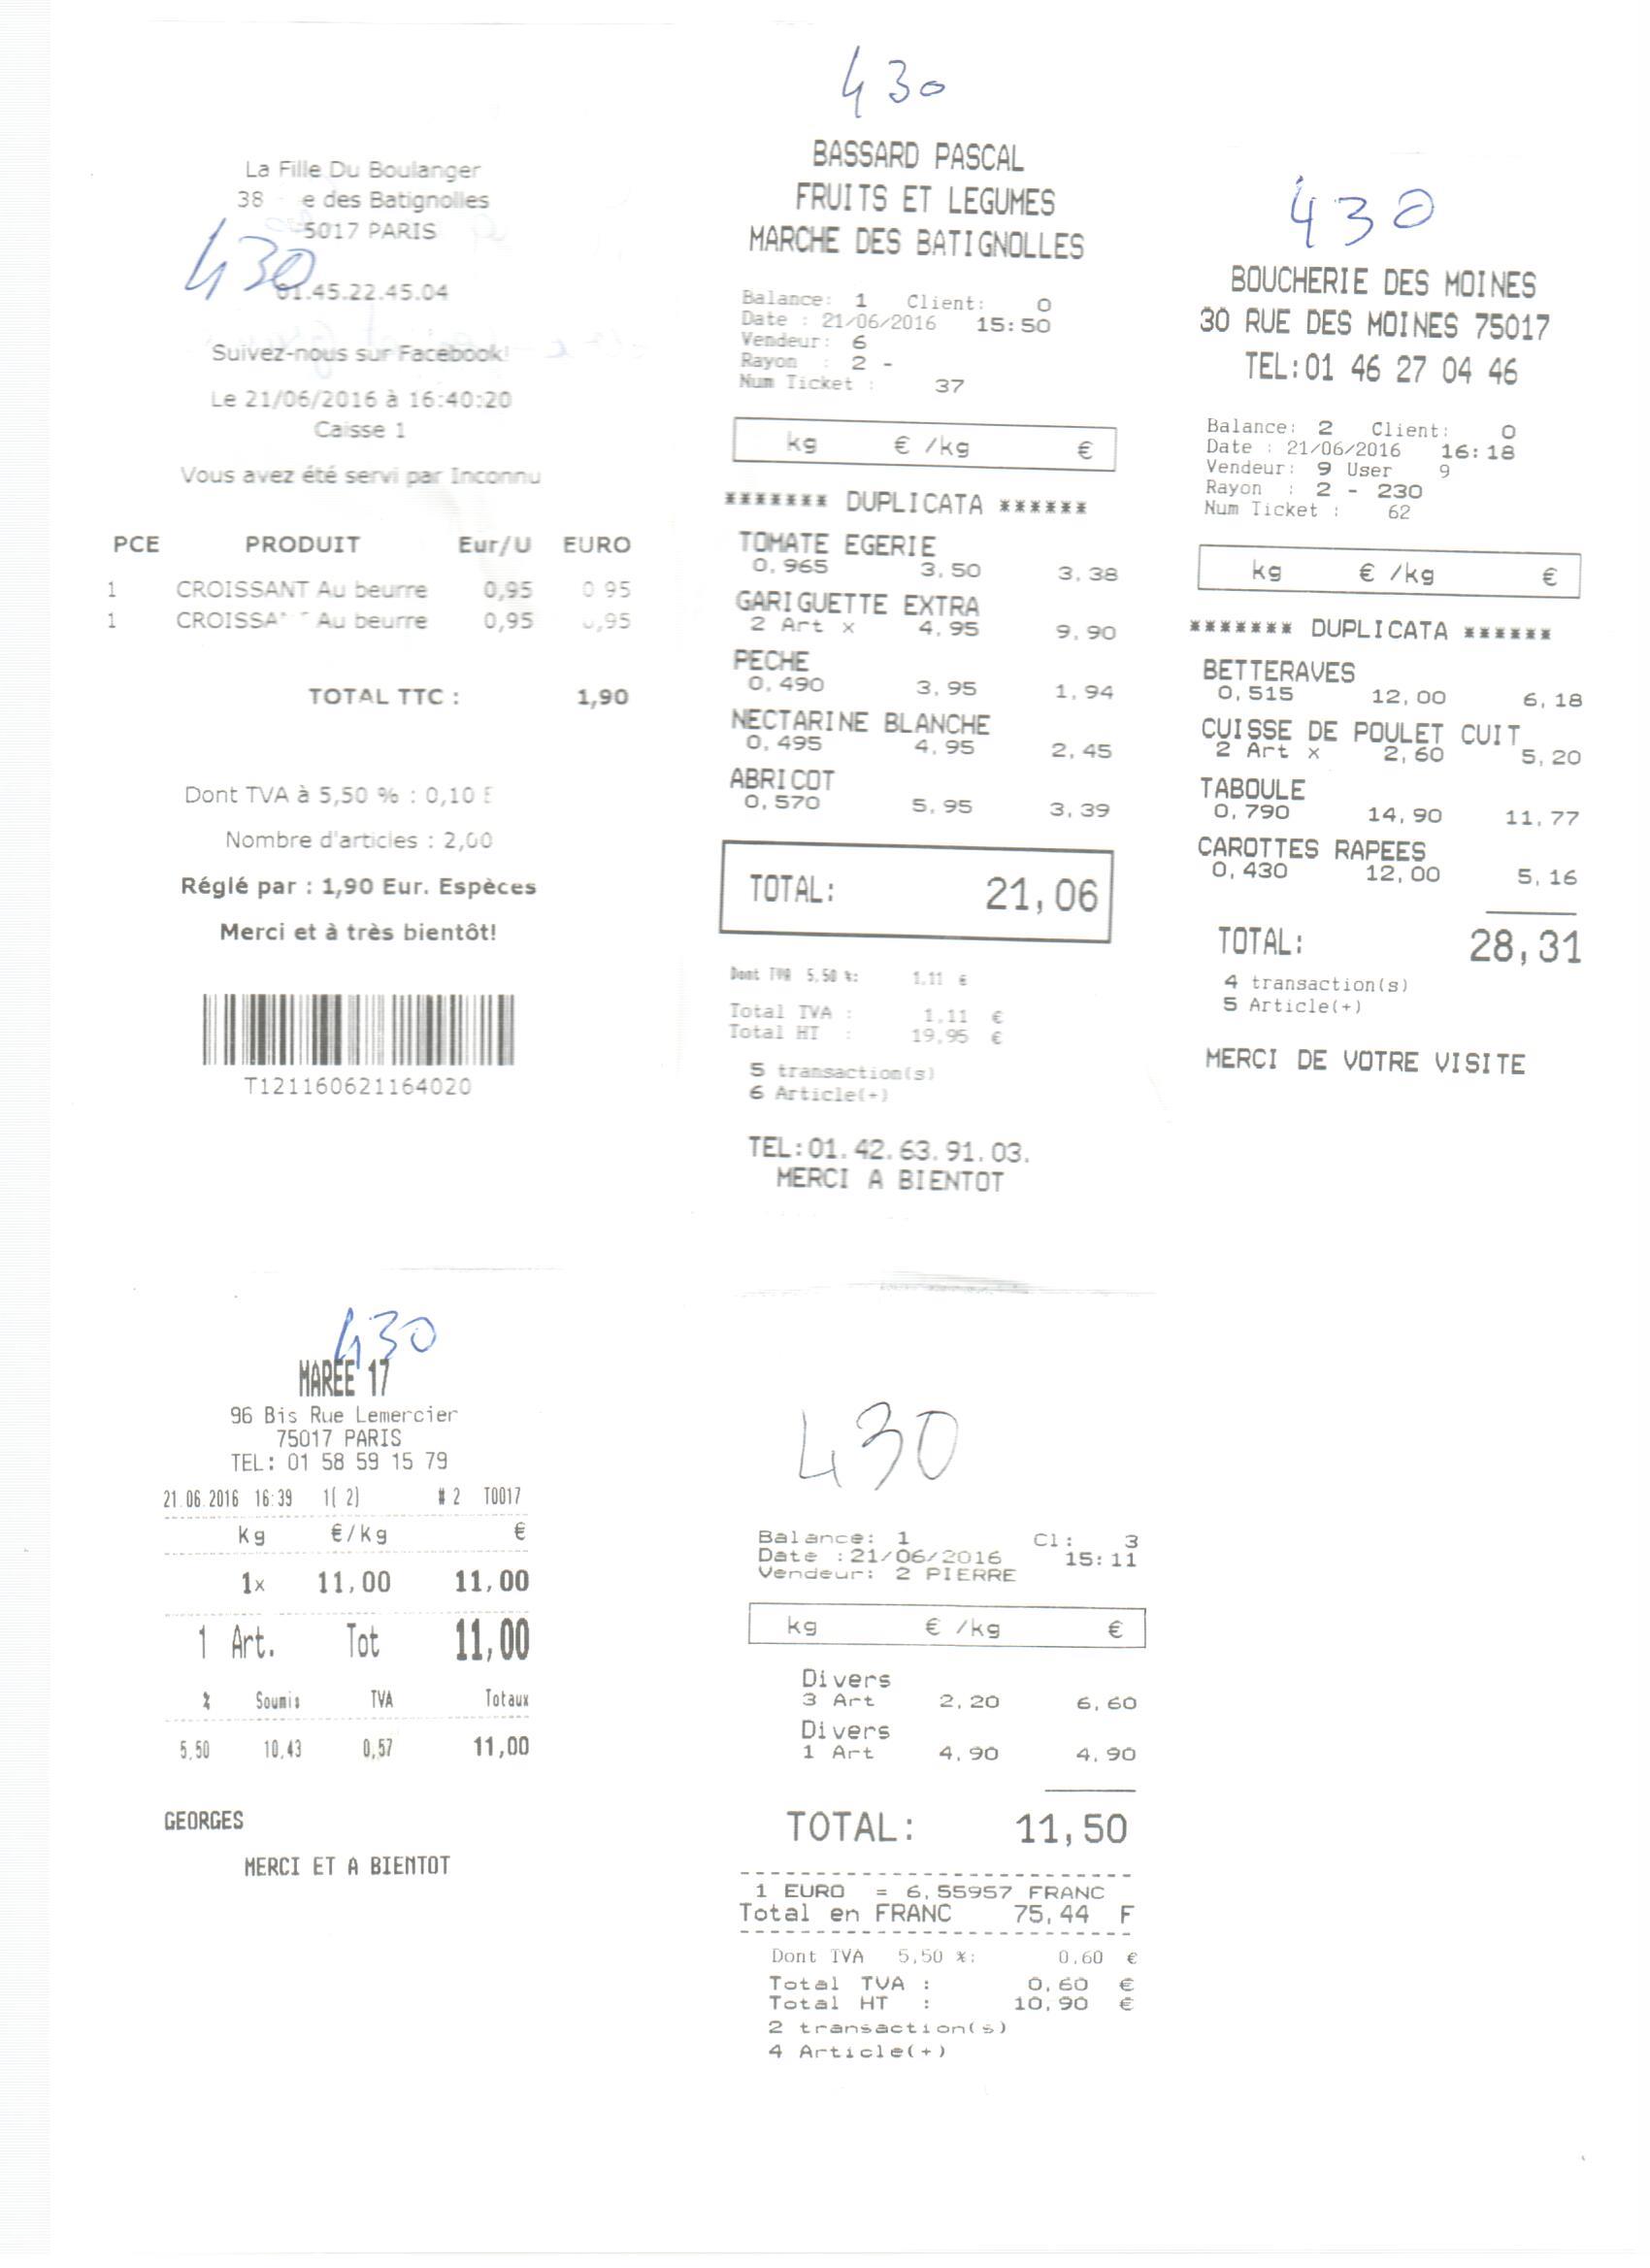 430
La Fille Du Boulanger
38 e des Batignolles
5017 PARIS
01.45.22.45.04
Suivez-nous sur Facebook!
Le 21/06/2016 à 16:40:20
Caisse 1
Vous avez été servi par Inconnu
PCE PRODUIT Eur/U EURO
1 CROISSANT Au beurre 0,95 0 95
1 CROISSA Au beurre 0,95 0,95
TOTAL TTC : 1,90
Dont TVA à 5,50 % : 0,10 E
Nombre d'articles : 2,00
Réglé par : 1,90 Eur. Espèces
Merci et à très bientôt!
T121160621164020
430
BASSARD PASCAL
FRUITS ET LEGUMES
MARCHE DES BATIGNOLLES
Balance: 1 Client: 0
Date : 21/06/2016 15:50
Vendeur: 6
Rayon : 2 -
Num Ticket : 37
kg € /kg €
******* DUPLICATA ******
TOMATE EGERIE
0,965 3,50 3,38
GARIGUETTE EXTRA
2 Art x 4,95 9,90
PECHE
0,490 3,95 1,94
NECTARINE BLANCHE
0,495 4,95 2,45
ABRICOT
0,570 5,95 3,39
TOTAL: 21,06
Dont TVA 5,50 %: 1,11 €
Total TVA : 1,11 €
Total HT : 19,95 €
5 transaction(s)
6 Article(+)
TEL:01.42.63.91.03.
MERCI A BIENTOT
430
BOUCHERIE DES MOINES
30 RUE DES MOINES 75017
TEL:01 46 27 04 46
Balance: 2 Client: 0
Date : 21/06/2016 16:18
Vendeur: 9 User 9
Rayon : 2 - 230
Num Ticket : 62
kg € /kg €
******* DUPLICATA ******
BETTERAVES
0,515 12,00 6,18
CUISSE DE POULET CUIT
2 Art x 2,60 5,20
TABOULE
0,790 14,90 11,77
CAROTTES RAPEES
0,430 12,00 5,16
TOTAL: 28,31
4 transaction(s)
5 Article(+)
MERCI DE VOTRE VISITE
430
MAREE 17
96 Bis Rue Lemercier
75017 PARIS
TEL: 01 58 59 15 79
21.06.2016 16:39 1( 2) #2 T0017
kg €/kg €
1x 11,00 11,00
1 Art. Tot 11,00
% Soumis TVA Totaux
5,50 10,43 0,57 11,00
GEORGES
MERCI ET A BIENTOT
430
Balance: 1 Cl: 3
Date :21/06/2016 15:11
Vendeur: 2 PIERRE
kg € /kg €
Divers
3 Art 2,20 6,60
Divers
1 Art 4,90 4,90
TOTAL: 11,50
1 EURO = 6,55957 FRANC
Total en FRANC 75,44 F
Dont TVA 5,50 %: 0,60 €
Total TVA : 0,60 €
Total HT : 10,90 €
2 transaction(s)
4 Article(+)